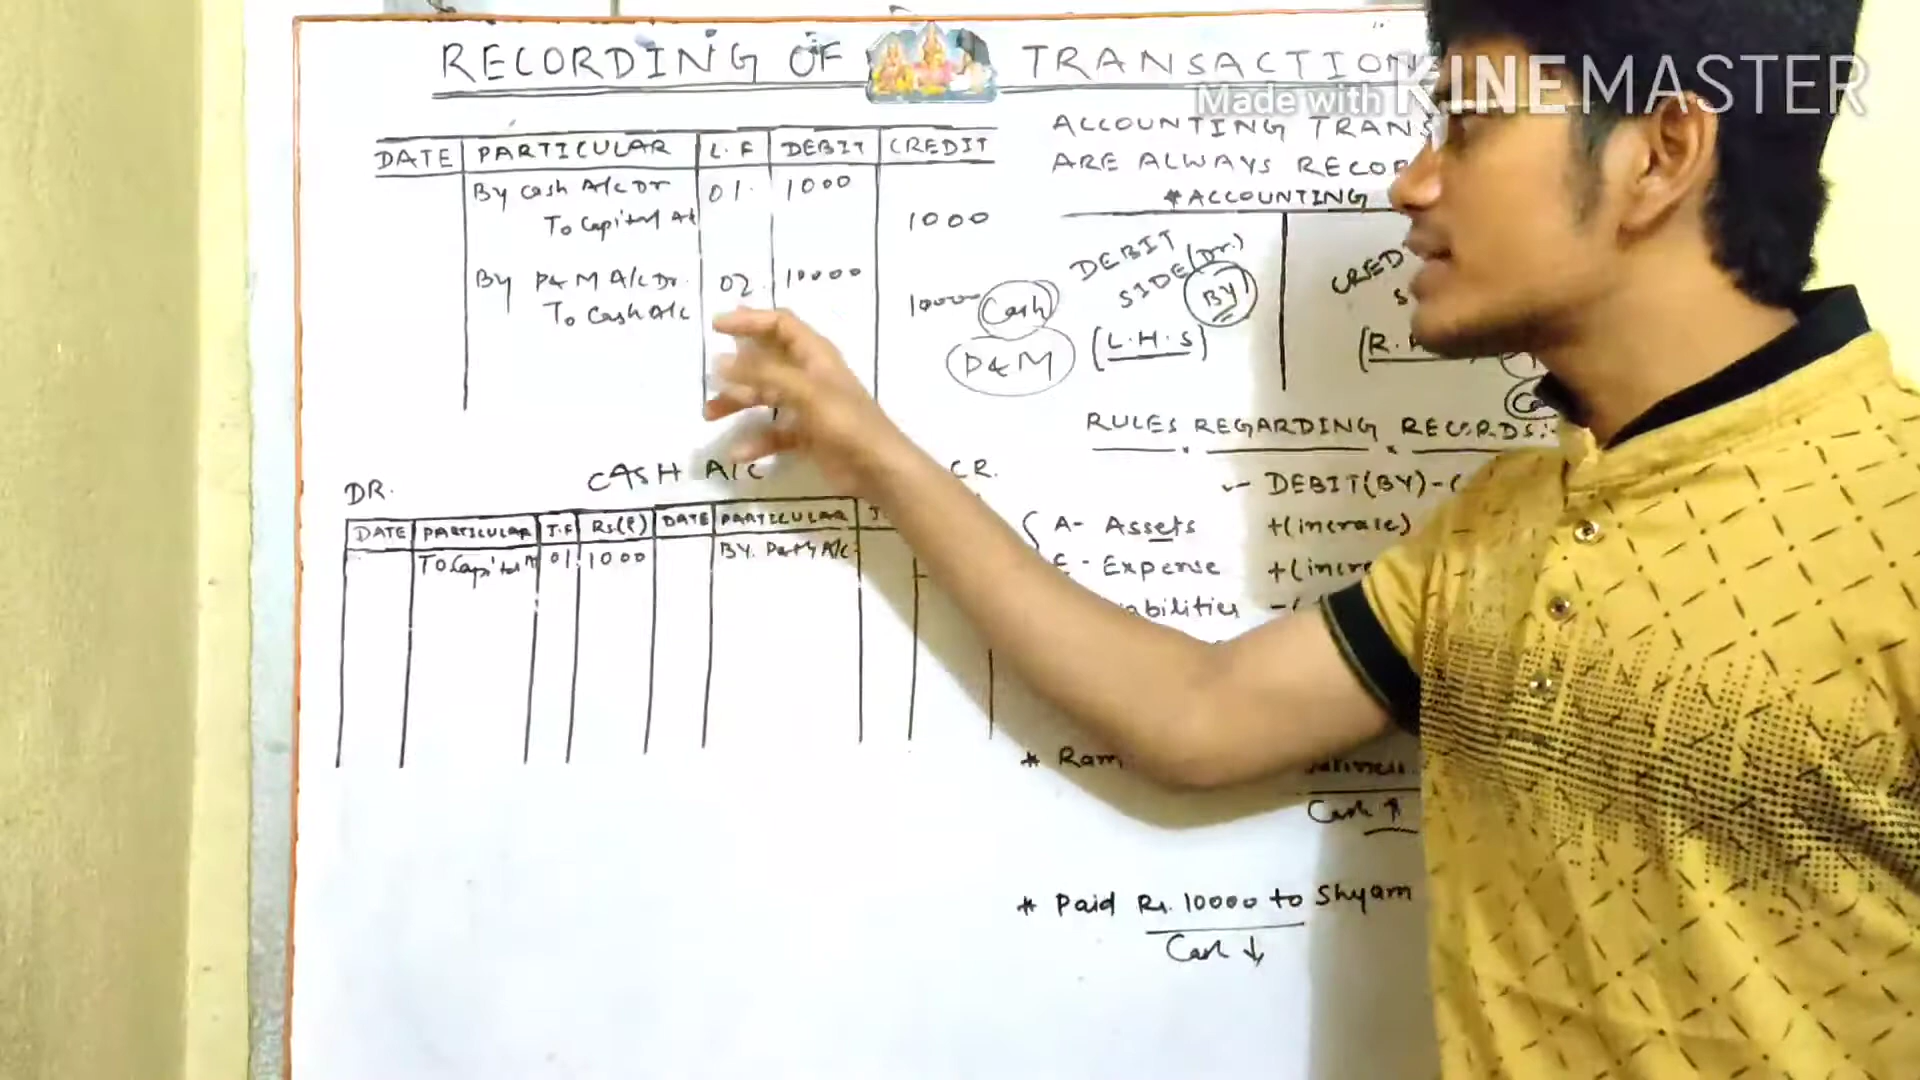 RECORDING OF TRANSACTION
Made with KINEMASTER
DATE PARTICULAR L.F DEBIT CREDIT
By Cash A/c Dr 01. 1000
To Capital A/c 1000
By P&M A/c Dr. 02. 10000
To Cash A/c 10000
Cash
P&M
ACCOUNTING TRANS
ARE ALWAYS RECO
# ACCOUNTING
DEBIT
SIDE (Dr.)
BY
(L.H.S)
CRED
S
(R.H
RULES REGARDING RECORDS:-
DEBIT(BY)-(
A- Assets +(increase)
E- Expense +(incre
abilities -(
DR. CASH A/C CR.
DATE PARTICULAR J.F RS(₹) DATE PARTICULAR J.
To Capital A/c 01. 1000 BY. P&M A/c
* Ram
Cash ↑
* Paid Rs. 10000 to Shyam
Cash ↓